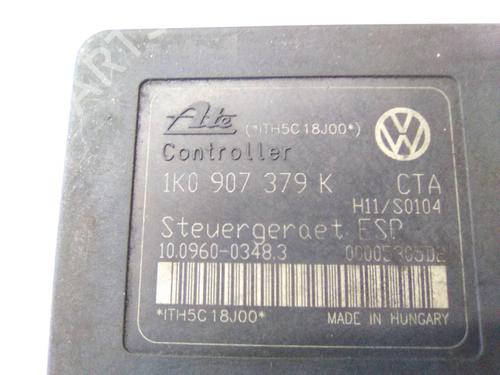 Ate (*ITH5C18J00*)
Controller
1K0 907 379 K CTA
H11/S0104
Steuergeraet ESP
10.0960-0348.3 00005305D2
*ITH5C18J00* MADE IN HUNGARY